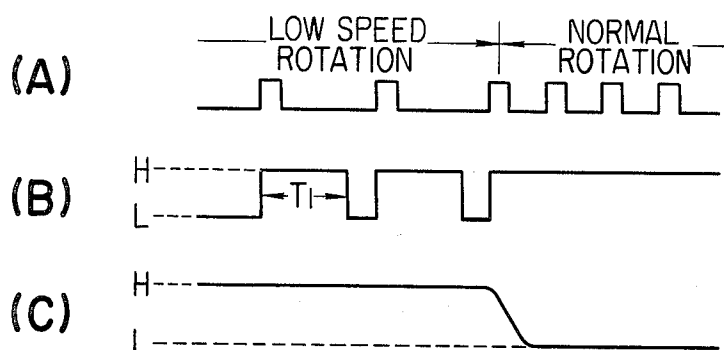 LOW SPEED ROTATION
NORMAL ROTATION
(A)
(B)
H
L
T1
(C)
H
L